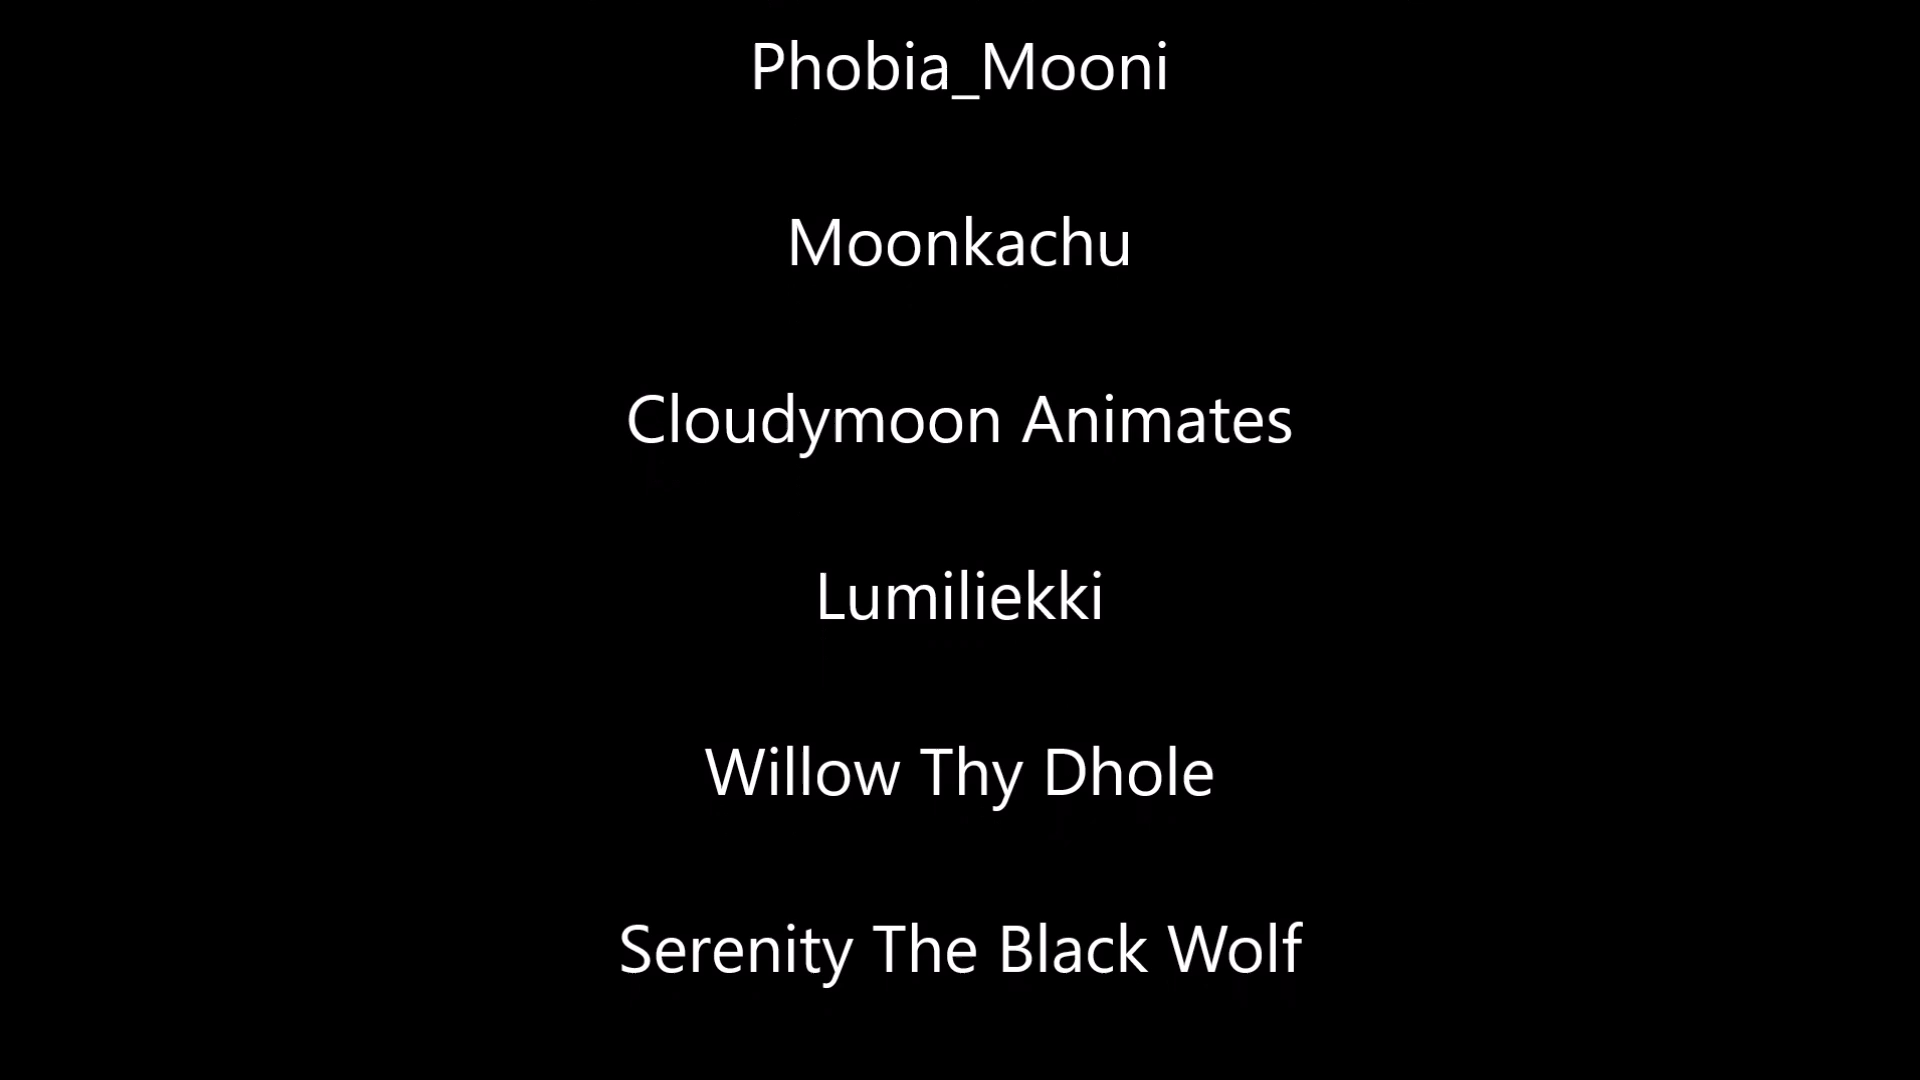 Phobia_Mooni
Moonkachu
Cloudymoon Animates
Lumiliekki
Willow Thy Dhole
Serenity The Black Wolf